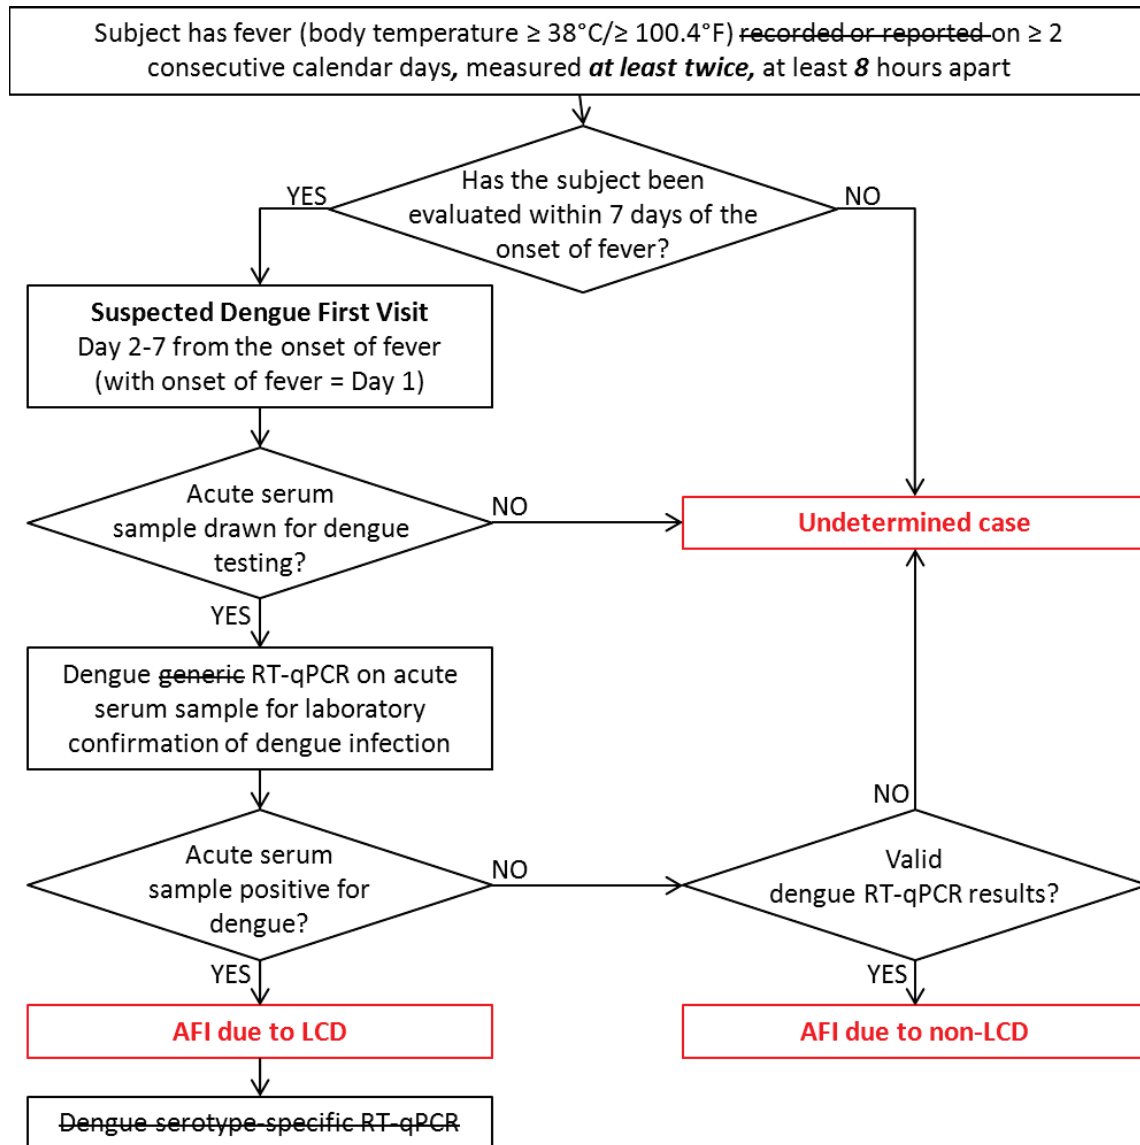 Subject has fever (body temperature ≥ 38°C/≥ 100.4°F) recorded or reported on ≥ 2
consecutive calendar days, measured at least twice, at least 8 hours apart
Has the subject been
evaluated within 7 days of the
onset of fever?
YES
NO
Suspected Dengue First Visit
Day 2-7 from the onset of fever
(with onset of fever = Day 1)
Acute serum
sample drawn for dengue
testing?
NO
YES
Undetermined case
Dengue generic RT-qPCR on acute
serum sample for laboratory
confirmation of dengue infection
Acute serum
sample positive for
dengue?
NO
YES
Valid
dengue RT-qPCR results?
NO
YES
AFI due to LCD
AFI due to non-LCD
Dengue serotype-specific RT-qPCR